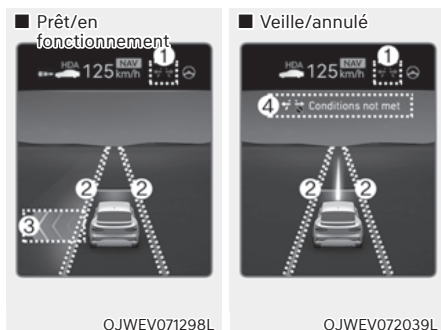 ■ Prêt/en
fonctionnement
HDA 125 km/h NAV ①
② ②
③
OJWEV071298L
■ Veille/annulé
HDA 125 km/h NAV ①
④ Conditions not met
② ②
OJWEV072039L